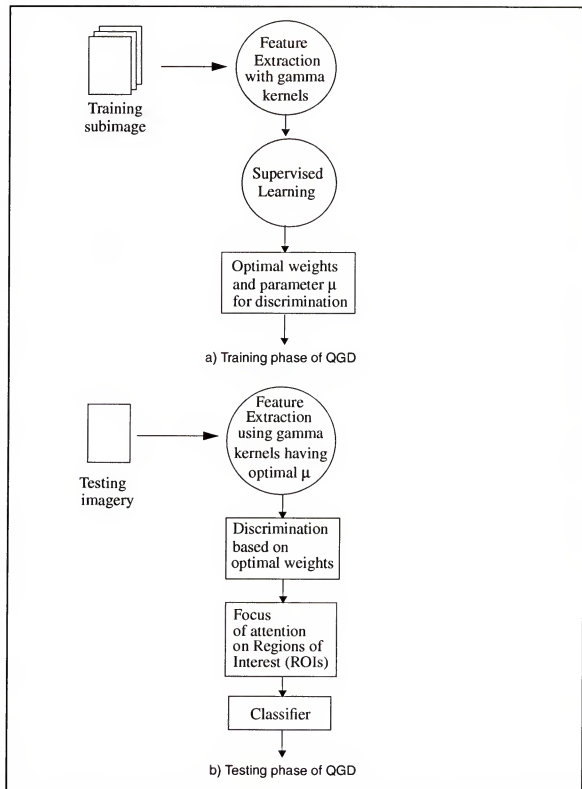 Feature
Extraction
with gamma
kernels
Training
subimage
Supervised
Learning
Optimal weights
and parameter μ
for discrimination
a) Training phase of QGD
Feature
Extraction
using gamma
kernels having
optimal μ
Testing
imagery
Discrimination
based on
optimal weights
Focus
of attention
on Regions of
Interest (ROIs)
Classifier
b) Testing phase of QGD